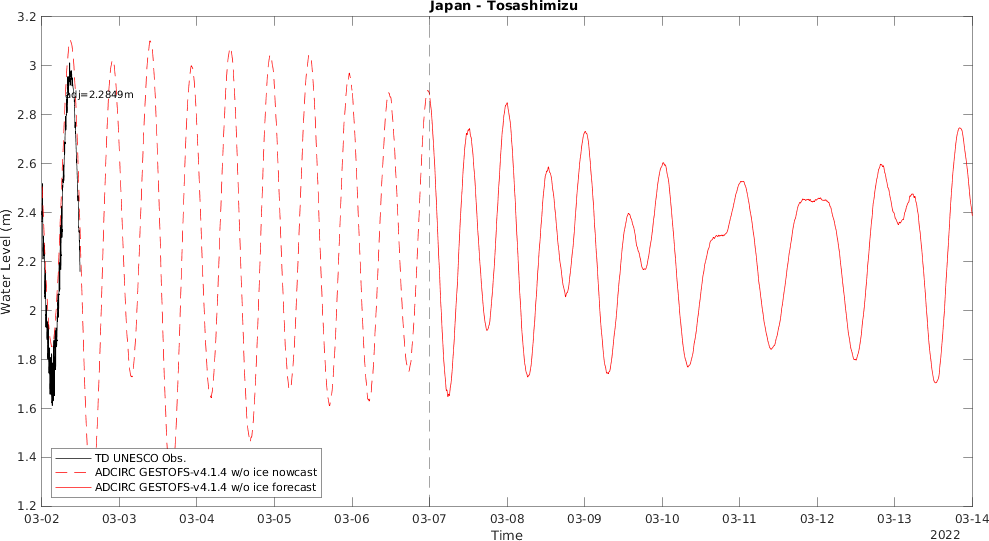 Japan - Tosashimizu
3.2
3
2.8
2.6
2.4
2.2
2
1.8
1.6
1.4
1.2
Water Level (m)
adj=2.2849m
TD UNESCO Obs.
ADCIRC GESTOFS-v4.1.4 w/o ice nowcast
ADCIRC GESTOFS-v4.1.4 w/o ice forecast
03-02 03-03 03-04 03-05 03-06 03-07 03-08 03-09 03-10 03-11 03-12 03-13 03-14
Time
2022